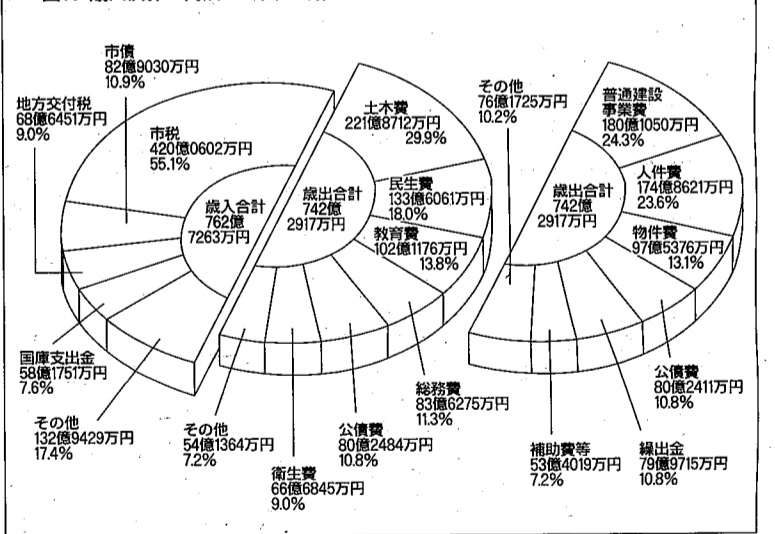 市債
82億9030万円
10.9%
地方交付税
68億6451万円
9.0%
市税
420億0602万円
55.1%
歳入合計
762億
7263万円
国庫支出金
58億1751万円
7.6%
その他
132億9429万円
17.4%
土木費
221億8712万円
29.9%
民生費
133億6061万円
18.0%
教育費
102億1176万円
13.8%
歳出合計
742億
2917万円
総務費
83億6275万円
11.3%
公債費
80億2484万円
10.8%
衛生費
66億6845万円
9.0%
その他
54億1364万円
7.2%
その他
76億1725万円
10.2%
普通建設
事業費
180億1050万円
24.3%
人件費
174億8621万円
23.6%
物件費
97億5376万円
13.1%
歳出合計
742億
2917万円
公債費
80億2411万円
10.8%
繰出金
79億9715万円
10.8%
補助費等
53億4019万円
7.2%